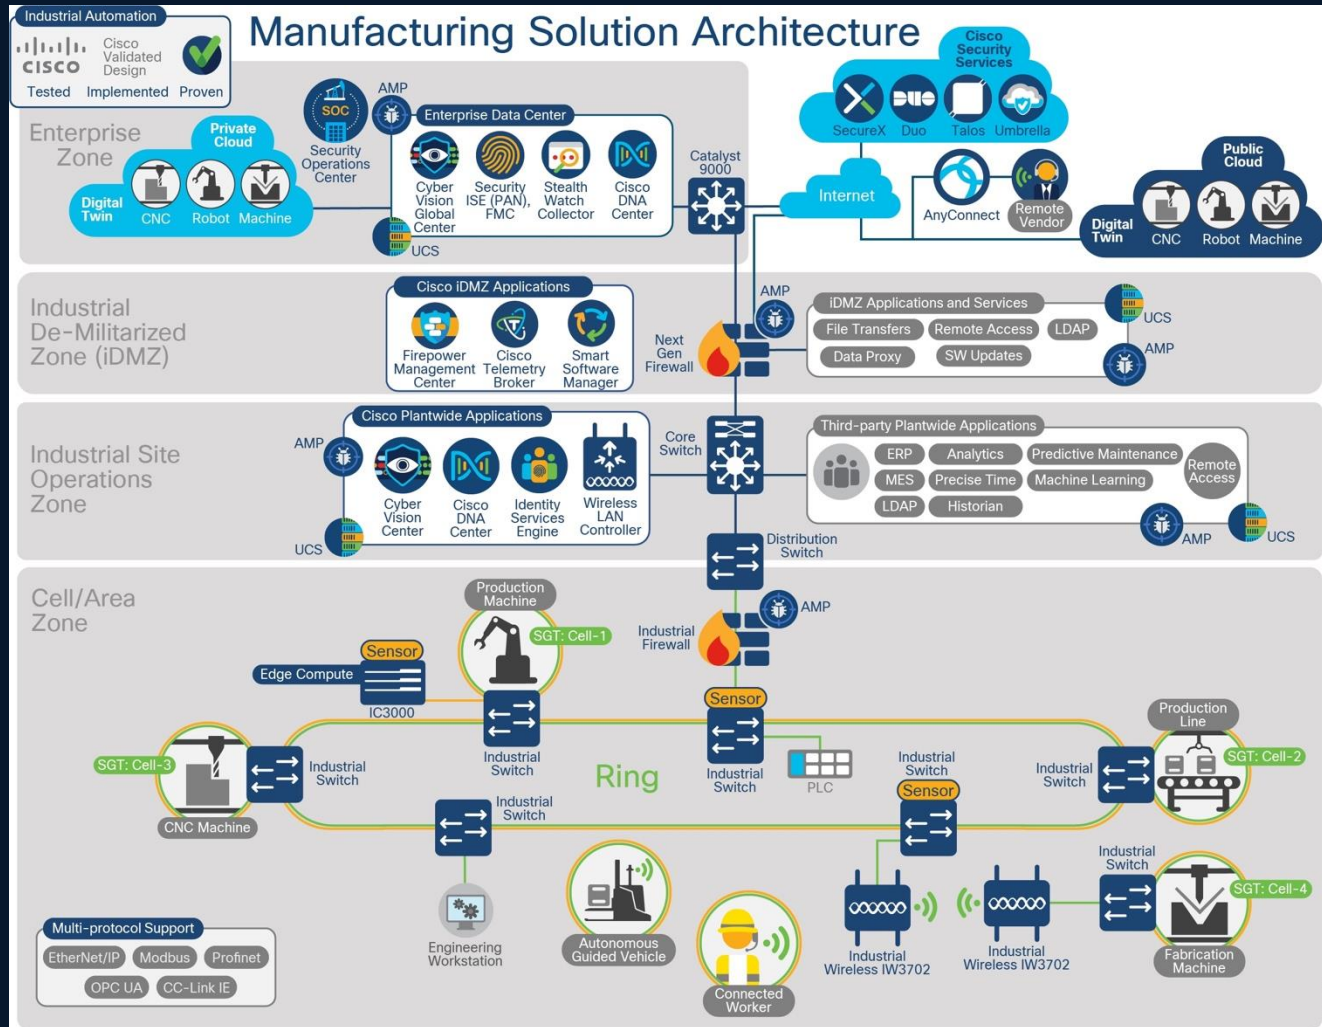 Industrial Automation
CISCO
Cisco
Validated
Design
Tested Implemented Proven
Manufacturing Solution Architecture
Cisco
Security
Services
SecureX Duo Talos Umbrella
Enterprise
Zone
Private
Cloud
Digital
Twin
CNC Robot Machine
SOC
Security
Operations
Center
AMP
Enterprise Data Center
Cyber
Vision
Global
Center
Security
ISE (PAN),
FMC
Stealth
Watch
Collector
Cisco
DNA
Center
UCS
Catalyst
9000
Internet
AnyConnect
Remote
Vendor
Public
Cloud
Digital
Twin
CNC Robot Machine
Industrial
De-Militarized
Zone (iDMZ)
Cisco iDMZ Applications
Firepower
Management
Center
Cisco
Telemetry
Broker
Smart
Software
Manager
Next
Gen
Firewall
AMP
iDMZ Applications and Services
File Transfers Remote Access LDAP
Data Proxy SW Updates
UCS
AMP
Industrial Site
Operations
Zone
AMP
Cisco Plantwide Applications
Cyber
Vision
Center
Cisco
DNA
Center
Identity
Services
Engine
Wireless
LAN
Controller
UCS
Core
Switch
Third-party Plantwide Applications
ERP Analytics Predictive Maintenance
MES Precise Time Machine Learning
LDAP Historian
Remote
Access
AMP
UCS
Distribution
Switch
Cell/Area
Zone
Production
Machine
SGT: Cell-1
Sensor
Edge Compute
IC3000
Industrial
Switch
Industrial
Firewall
AMP
Sensor
Industrial
Switch
PLC
SGT: Cell-3
CNC Machine
Industrial
Switch
Ring
Industrial
Switch
Engineering
Workstation
Industrial
Switch
Sensor
Industrial
Switch
Production
Line
SGT: Cell-2
Autonomous
Guided Vehicle
Connected
Worker
Industrial
Wireless IW3702
Industrial
Wireless IW3702
Industrial
Switch
SGT: Cell-4
Fabrication
Machine
Multi-protocol Support
EtherNet/IP Modbus Profinet
OPC UA CC-Link IE